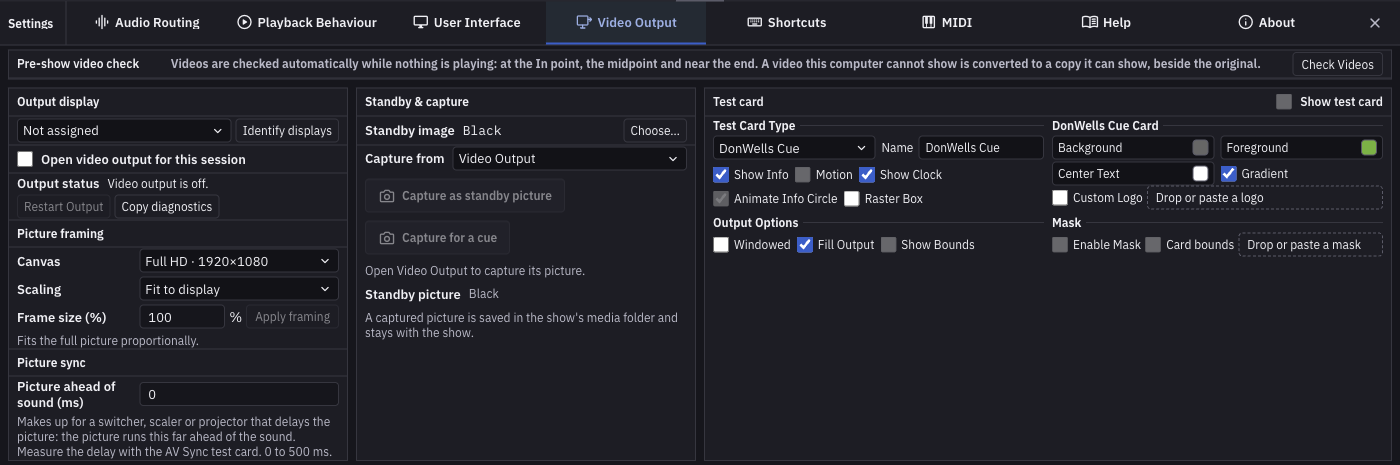 Settings
Audio Routing
Playback Behaviour
User Interface
Video Output
Shortcuts
MIDI
Help
About
Pre-show video check
Videos are checked automatically while nothing is playing: at the In point, the midpoint and near the end. A video this computer cannot show is converted to a copy it can show, beside the original.
Check Videos
Output display
Not assigned
Identify displays
Open video output for this session
Output status Video output is off.
Restart Output
Copy diagnostics
Picture framing
Canvas
Full HD · 1920×1080
Scaling
Fit to display
Frame size (%)
100
%
Apply framing
Fits the full picture proportionally.
Picture sync
Picture ahead of
sound (ms)
0
Makes up for a switcher, scaler or projector that delays the
picture: the picture runs this far ahead of the sound.
Measure the delay with the AV Sync test card. 0 to 500 ms.
Standby & capture
Standby image Black
Choose...
Capture from
Video Output
Capture as standby picture
Capture for a cue
Open Video Output to capture its picture.
Standby picture Black
A captured picture is saved in the show's media folder and
stays with the show.
Test card
Show test card
Test Card Type
DonWells Cue
Name
DonWells Cue
Show Info
Motion
Show Clock
Animate Info Circle
Raster Box
Output Options
Windowed
Fill Output
Show Bounds
DonWells Cue Card
Background
Foreground
Center Text
Gradient
Custom Logo
Drop or paste a logo
Mask
Enable Mask
Card bounds
Drop or paste a mask